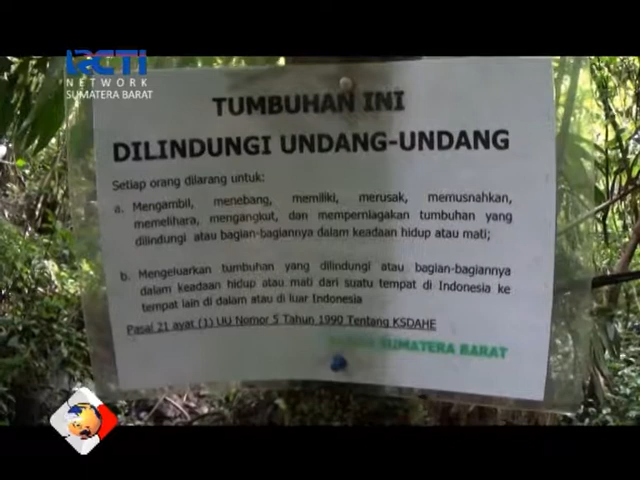 RCTI
NETWORK
SUMATERA BARAT
TUMBUHAN INI
DILINDUNGI UNDANG-UNDANG
Setiap orang dilarang untuk:
a. Mengambil, menebang, memiliki, merusak, memusnahkan,
memelihara, mengangkut, dan memperniagakan tumbuhan yang
dilindungi atau bagian-bagiannya dalam keadaan hidup atau mati;
b. Mengeluarkan tumbuhan yang dilindungi atau bagian-bagiannya
dalam keadaan hidup atau mati dari suatu tempat di Indonesia ke
tempat lain di dalam atau di luar Indonesia
Pasal 21 ayat (1) UU Nomor 5 Tahun 1990 Tentang KSDAHE
SUMATERA BARAT